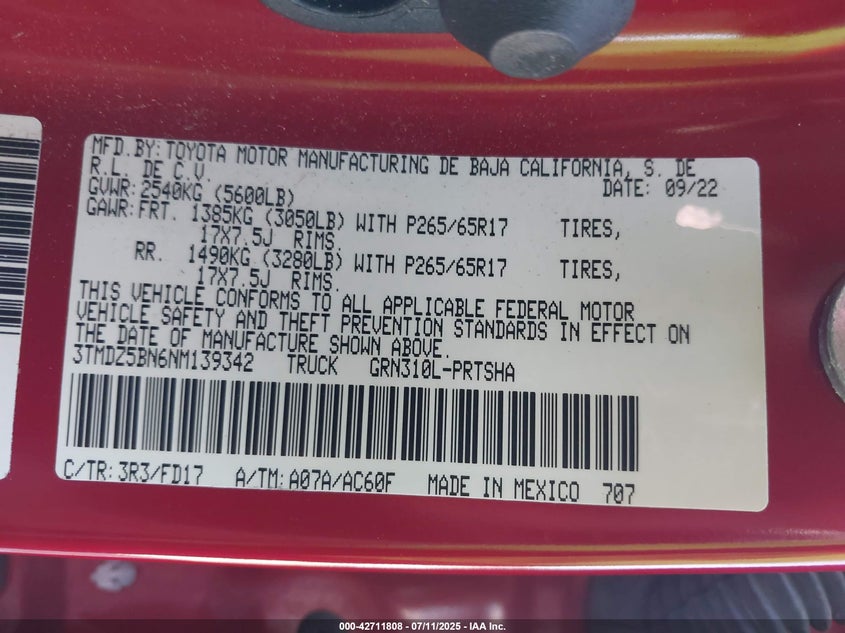 MFD.BY:TOYOTA MOTOR MANUFACTURING DE BAJA CALIFORNIA, S. DE
R.L. DE C.V.
DATE: 09/22
GVWR:2540KG (5600LB)
GAWR:FRT. 1385KG (3050LB) WITH P265/65R17 TIRES,
17X7.5J RIMS.
RR. 1490KG (3280LB) WITH P265/65R17 TIRES,
17X7.5J RIMS.
THIS VEHICLE CONFORMS TO ALL APPLICABLE FEDERAL MOTOR
VEHICLE SAFETY AND THEFT PREVENTION STANDARDS IN EFFECT ON
THE DATE OF MANUFACTURE SHOWN ABOVE.
3TMDZ5BN6NM139342 TRUCK GRN310L-PRTSHA
C/TR:3R3/FD17 A/TM:A07A/AC60F MADE IN MEXICO 707
000-42711808 - 07/11/2025 - IAA Inc.